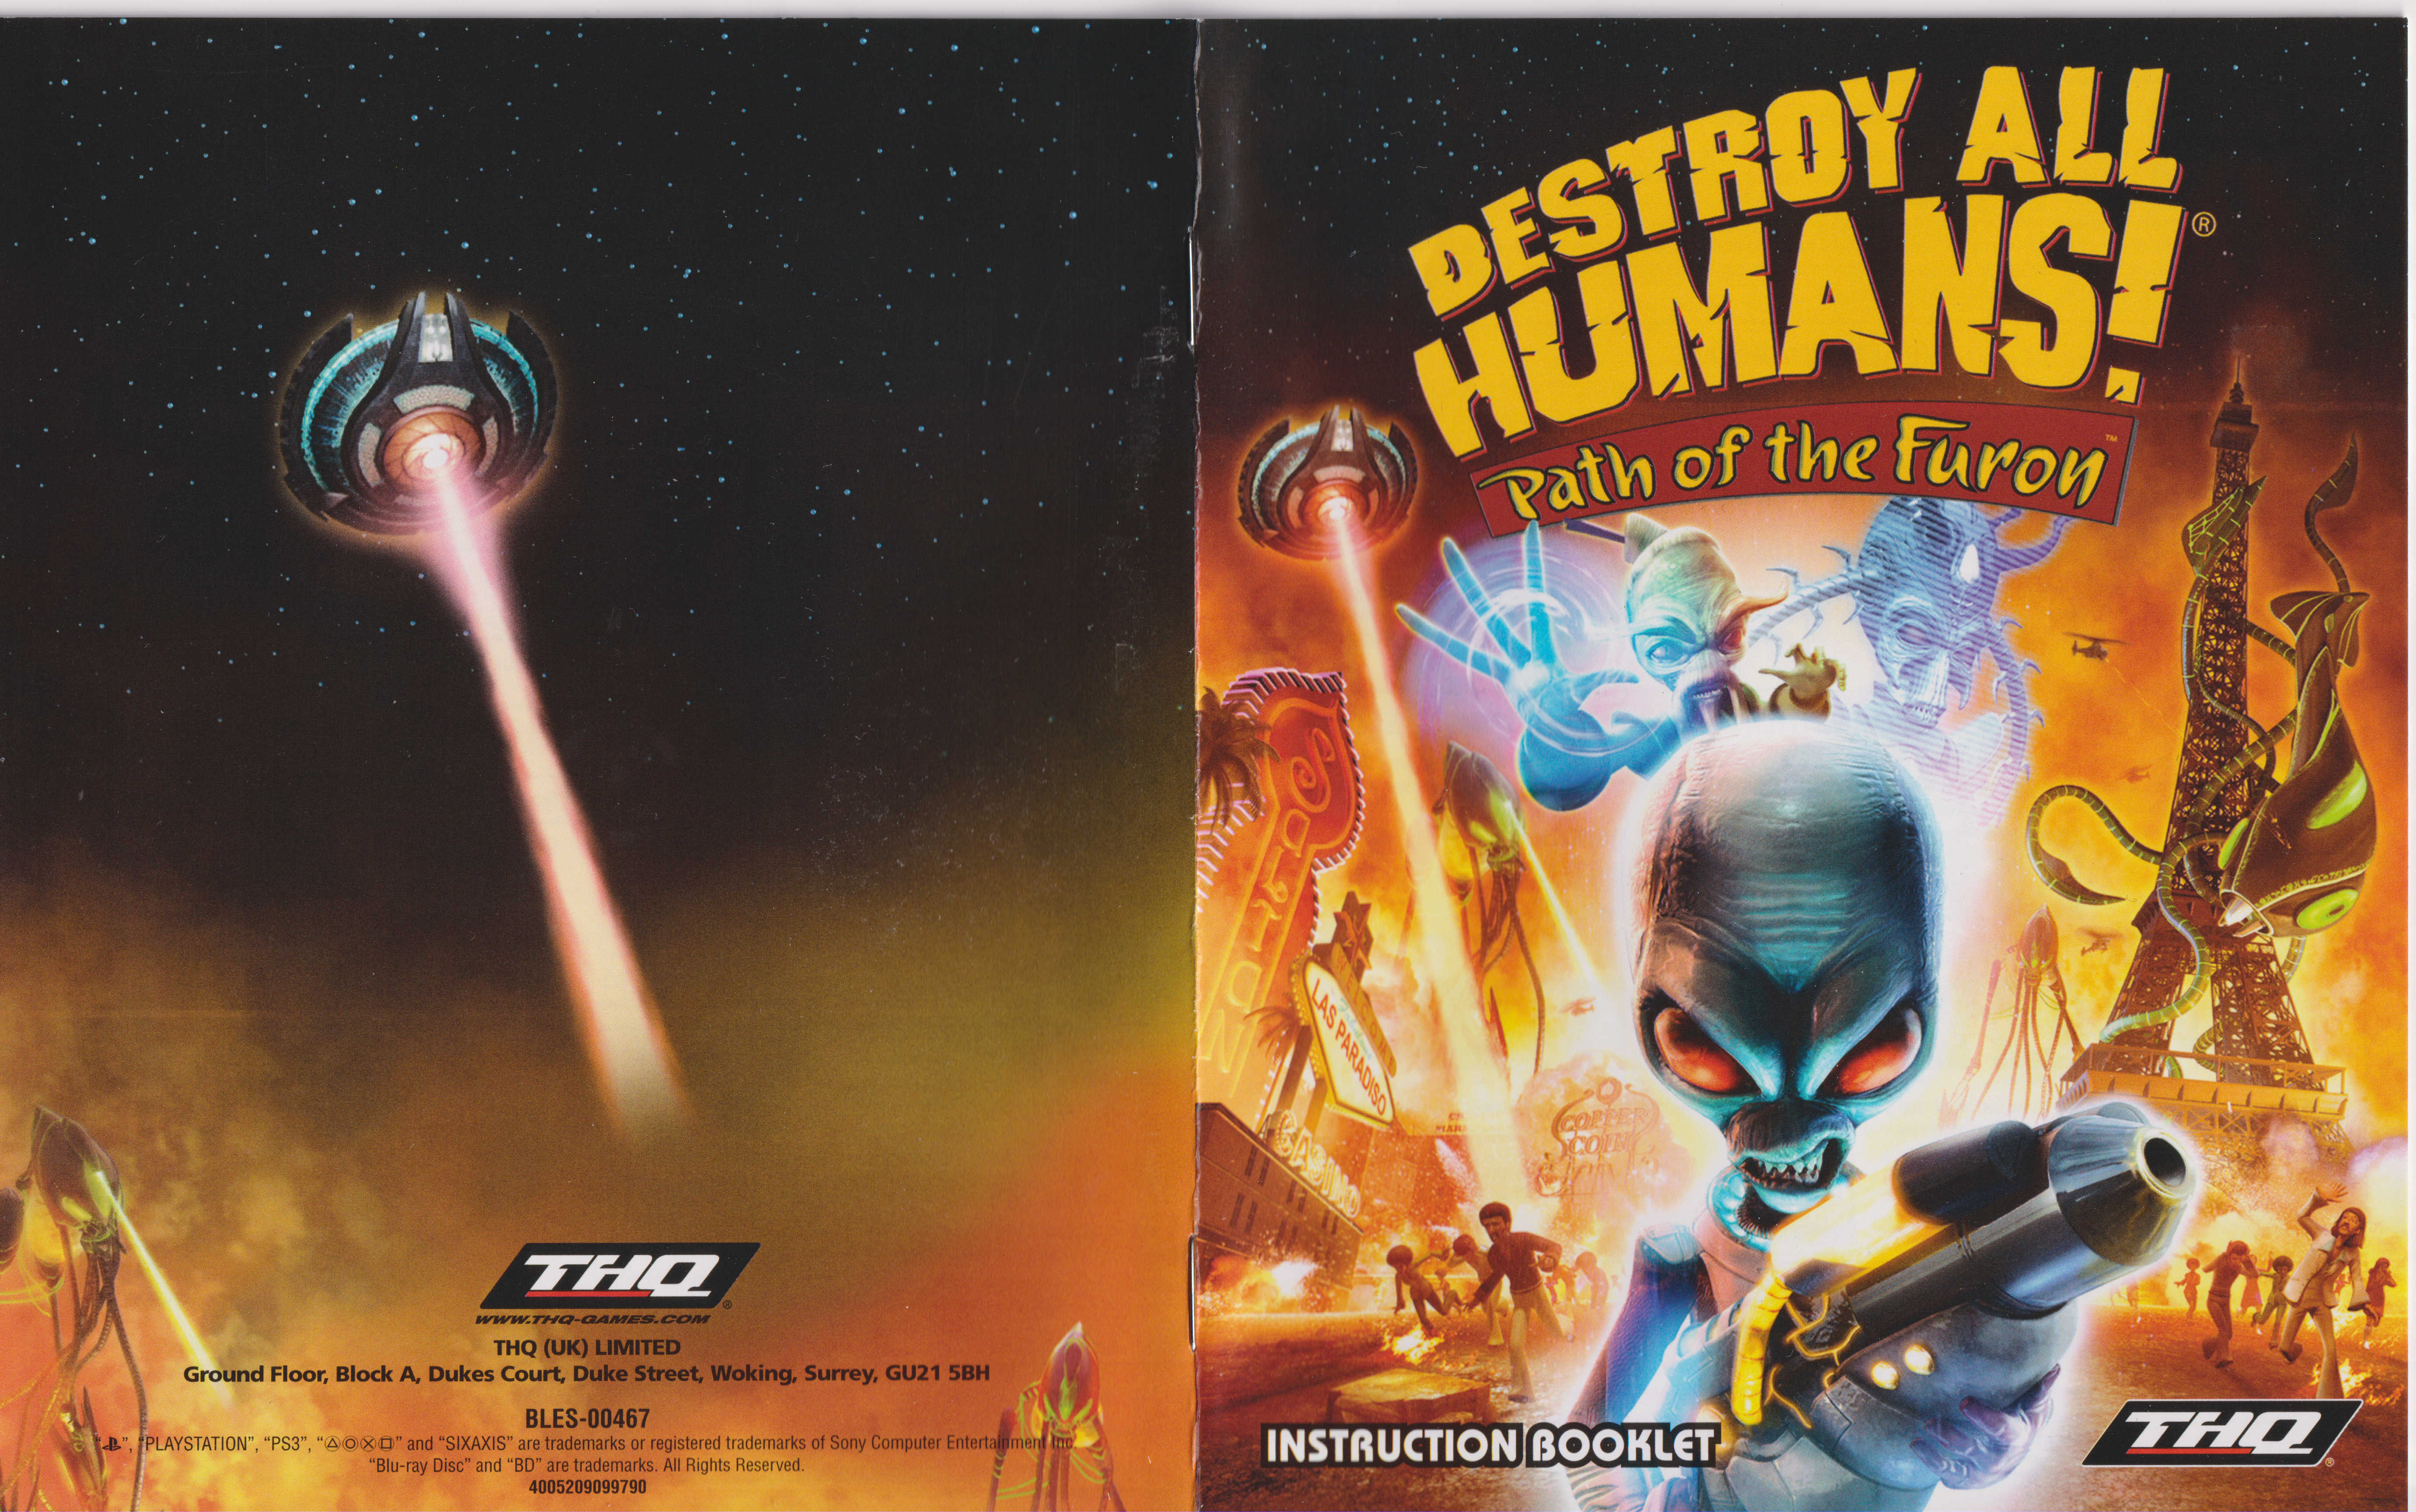 THQ®
WWW.THQ-GAMES.COM
THQ (UK) LIMITED
Ground Floor, Block A, Dukes Court, Duke Street, Woking, Surrey, GU21 5BH
BLES-00467
“ ”, “PLAYSTATION”, “PS3”, “△○✕□” and “SIXAXIS” are trademarks or registered trademarks of Sony Computer Entertainment Inc.
“Blu-ray Disc” and “BD” are trademarks. All Rights Reserved.
4005209099790
DESTROY ALL
HUMANS!®
Path of the Furon™
WELCOME
LAS PARADISO
CASINO
COPPER
COIN
INSTRUCTION BOOKLET
THQ®